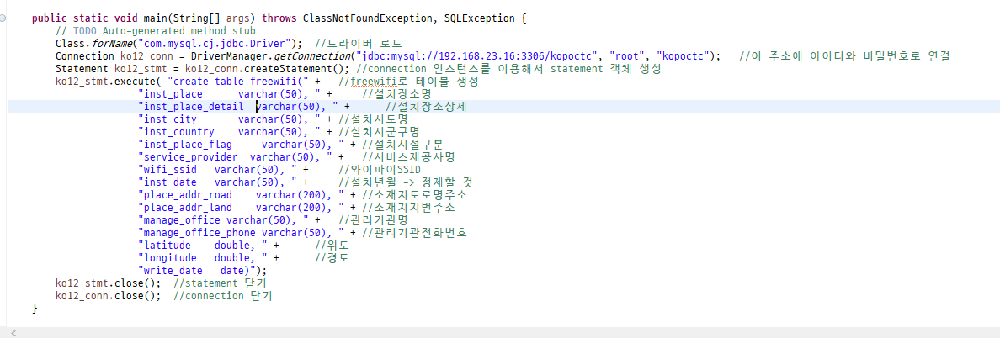 public static void main(String[] args) throws ClassNotFoundException, SQLException {
// TODO Auto-generated method stub
Class.forName("com.mysql.cj.jdbc.Driver");  //드라이버 로드
Connection ko12_conn = DriverManager.getConnection("jdbc:mysql://192.168.23.16:3306/kopoctc", "root", "kopoctc");   //이 주소에 아이디와 비밀번호로 연결
Statement ko12_stmt = ko12_conn.createStatement(); //connection 인스턴스를 이용해서 statement 객체 생성
ko12_stmt.execute( "create table freewifi(" +   //freewifi로 테이블 생성
"inst_place      varchar(50), " +     //설치장소명
"inst_place_detail  varchar(50), " +      //설치장소상세
"inst_city       varchar(50), " + //설치시도명
"inst_country    varchar(50), " + //설치시군구명
"inst_place_flag     varchar(50), " + //설치시설구분
"service_provider  varchar(50), " +   //서비스제공사명
"wifi_ssid   varchar(50), " +     //와이파이SSID
"inst_date   varchar(50), " +     //설치년월 -> 정제할 것
"place_addr_road    varchar(200), " + //소재지도로명주소
"place_addr_land    varchar(200), " + //소재지지번주소
"manage_office varchar(50), " +   //관리기관명
"manage_office_phone varchar(50), " + //관리기관전화번호
"latitude    double, " +      //위도
"longitude   double, " +      //경도
"write_date   date)");
ko12_stmt.close();  //statement 닫기
ko12_conn.close();  //connection 닫기
}